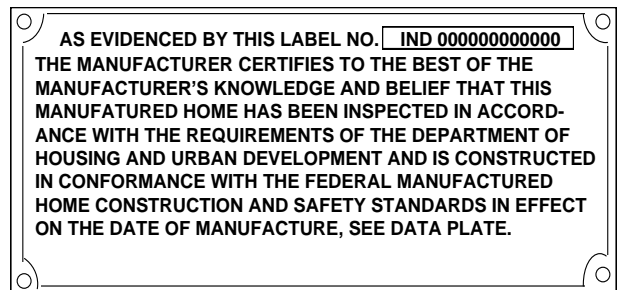 AS EVIDENCED BY THIS LABEL NO. IND 000000000000
THE MANUFACTURER CERTIFIES TO THE BEST OF THE
MANUFACTURER'S KNOWLEDGE AND BELIEF THAT THIS
MANUFATURED HOME HAS BEEN INSPECTED IN ACCORD-
ANCE WITH THE REQUIREMENTS OF THE DEPARTMENT OF
HOUSING AND URBAN DEVELOPMENT AND IS CONSTRUCTED
IN CONFORMANCE WITH THE FEDERAL MANUFACTURED
HOME CONSTRUCTION AND SAFETY STANDARDS IN EFFECT
ON THE DATE OF MANUFACTURE, SEE DATA PLATE.